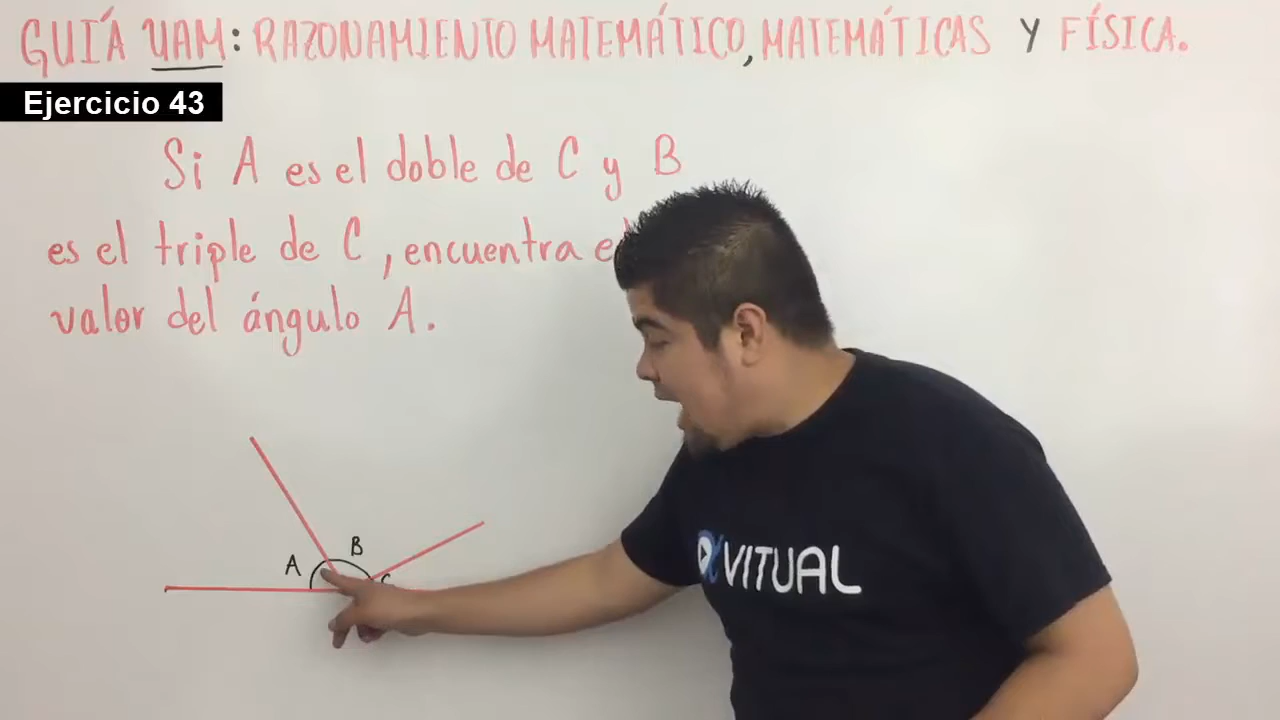 GUÍA UAM: RAZONAMIENTO MATEMÁTICO, MATEMÁTICAS Y FÍSICA.
Ejercicio 43
Si A es el doble de C y B
es el triple de C, encuentra
valor del ángulo A.
B
A
C
VITUAL